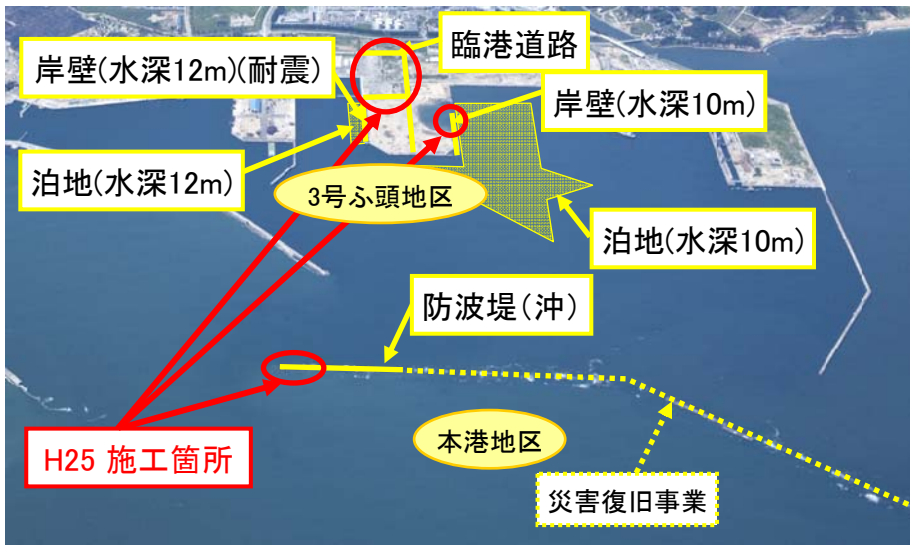 臨港道路
岸壁(水深12m)(耐震)
岸壁(水深10m)
泊地(水深12m)
3号ふ頭地区
泊地(水深10m)
防波堤(沖)
本港地区
H25 施工箇所
災害復旧事業